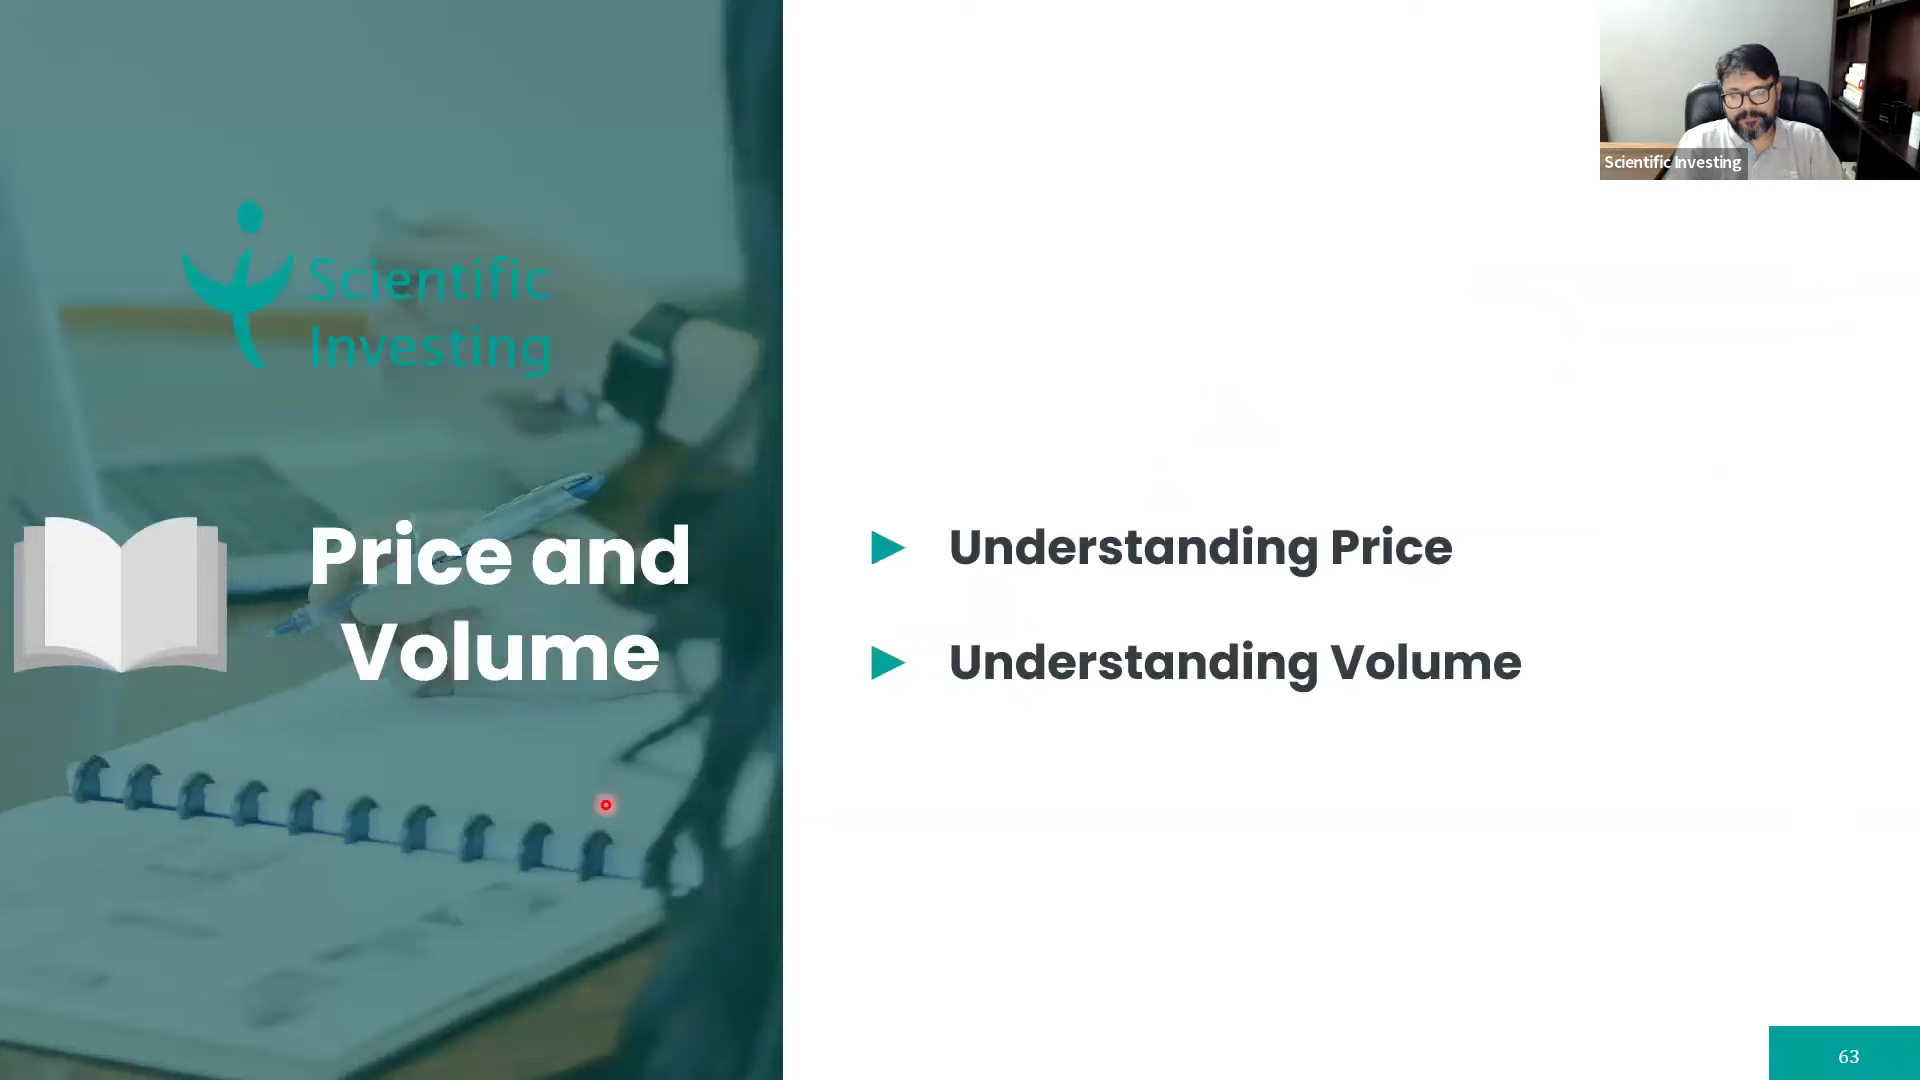 Scientific
Investing
Price and
Volume
Understanding Price
Understanding Volume
Scientific Investing
63